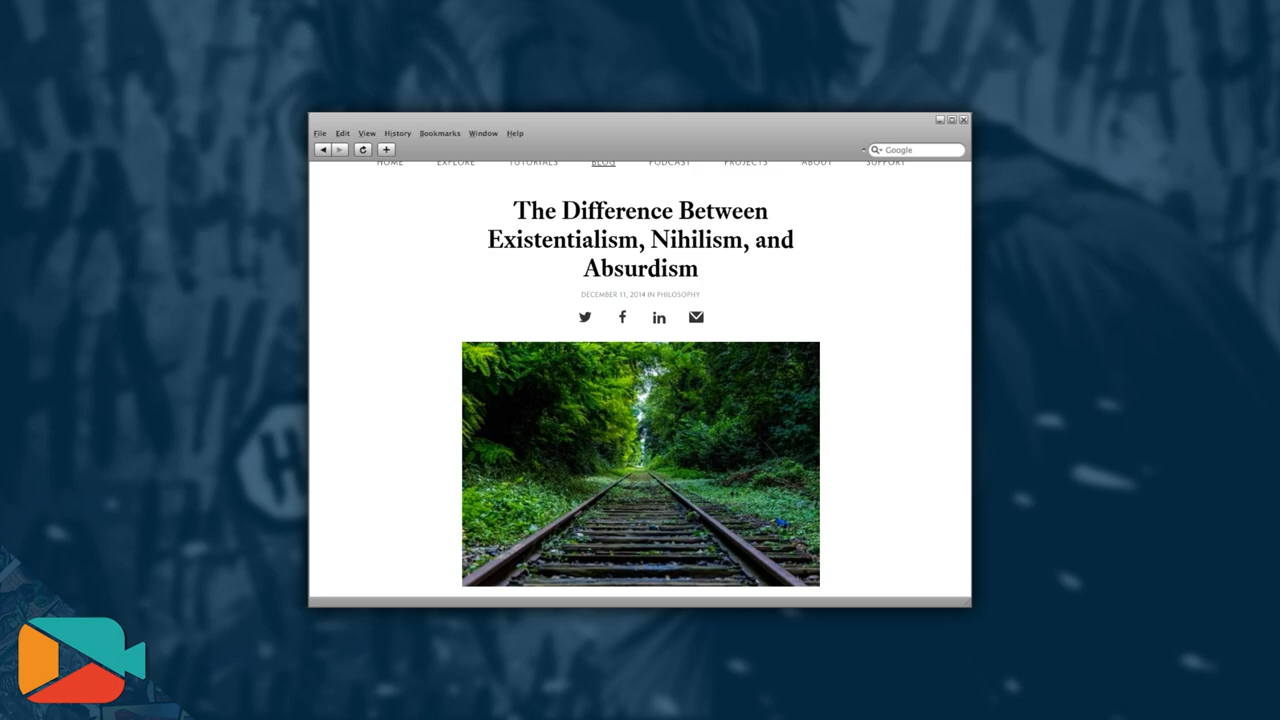 File Edit View History Bookmarks Window Help
Google
HOME EXPLORE TUTORIALS BLOG PODCAST PROJECTS ABOUT SUPPORT
The Difference Between
Existentialism, Nihilism, and
Absurdism
DECEMBER 11, 2014 IN PHILOSOPHY